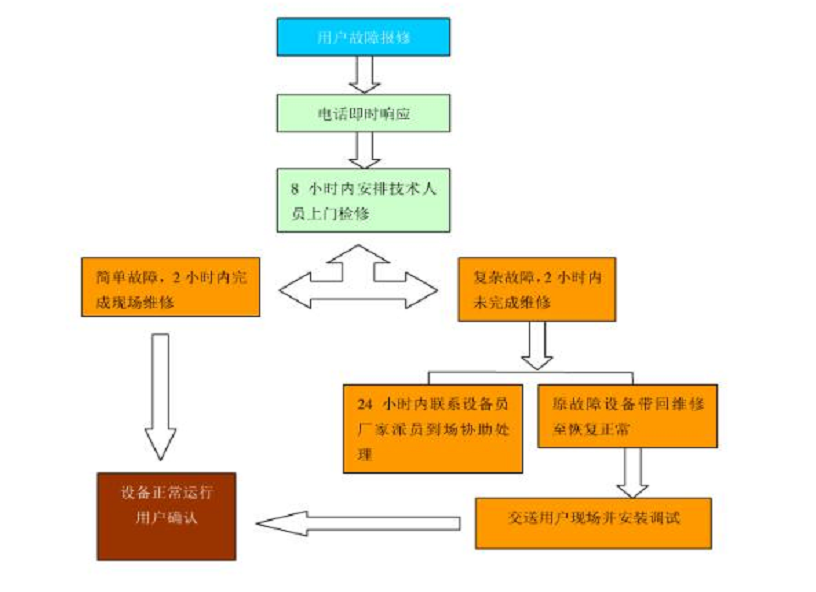 用户故障报修
电话即时响应
8 小时内安排技术人
员上门检修
简单故障，2 小时内完
成现场维修
复杂故障，2 小时内
未完成维修
24 小时内联系设备员
厂家派员到场协助处
理
原故障设备带回维修
至恢复正常
设备正常运行
用户确认
交送用户现场并安装调试